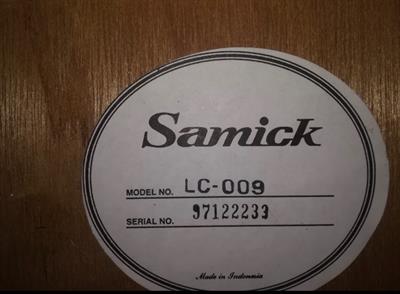 Samick
MODEL NO. LC-009
SERIAL NO. 97122233
Made in Indonesia